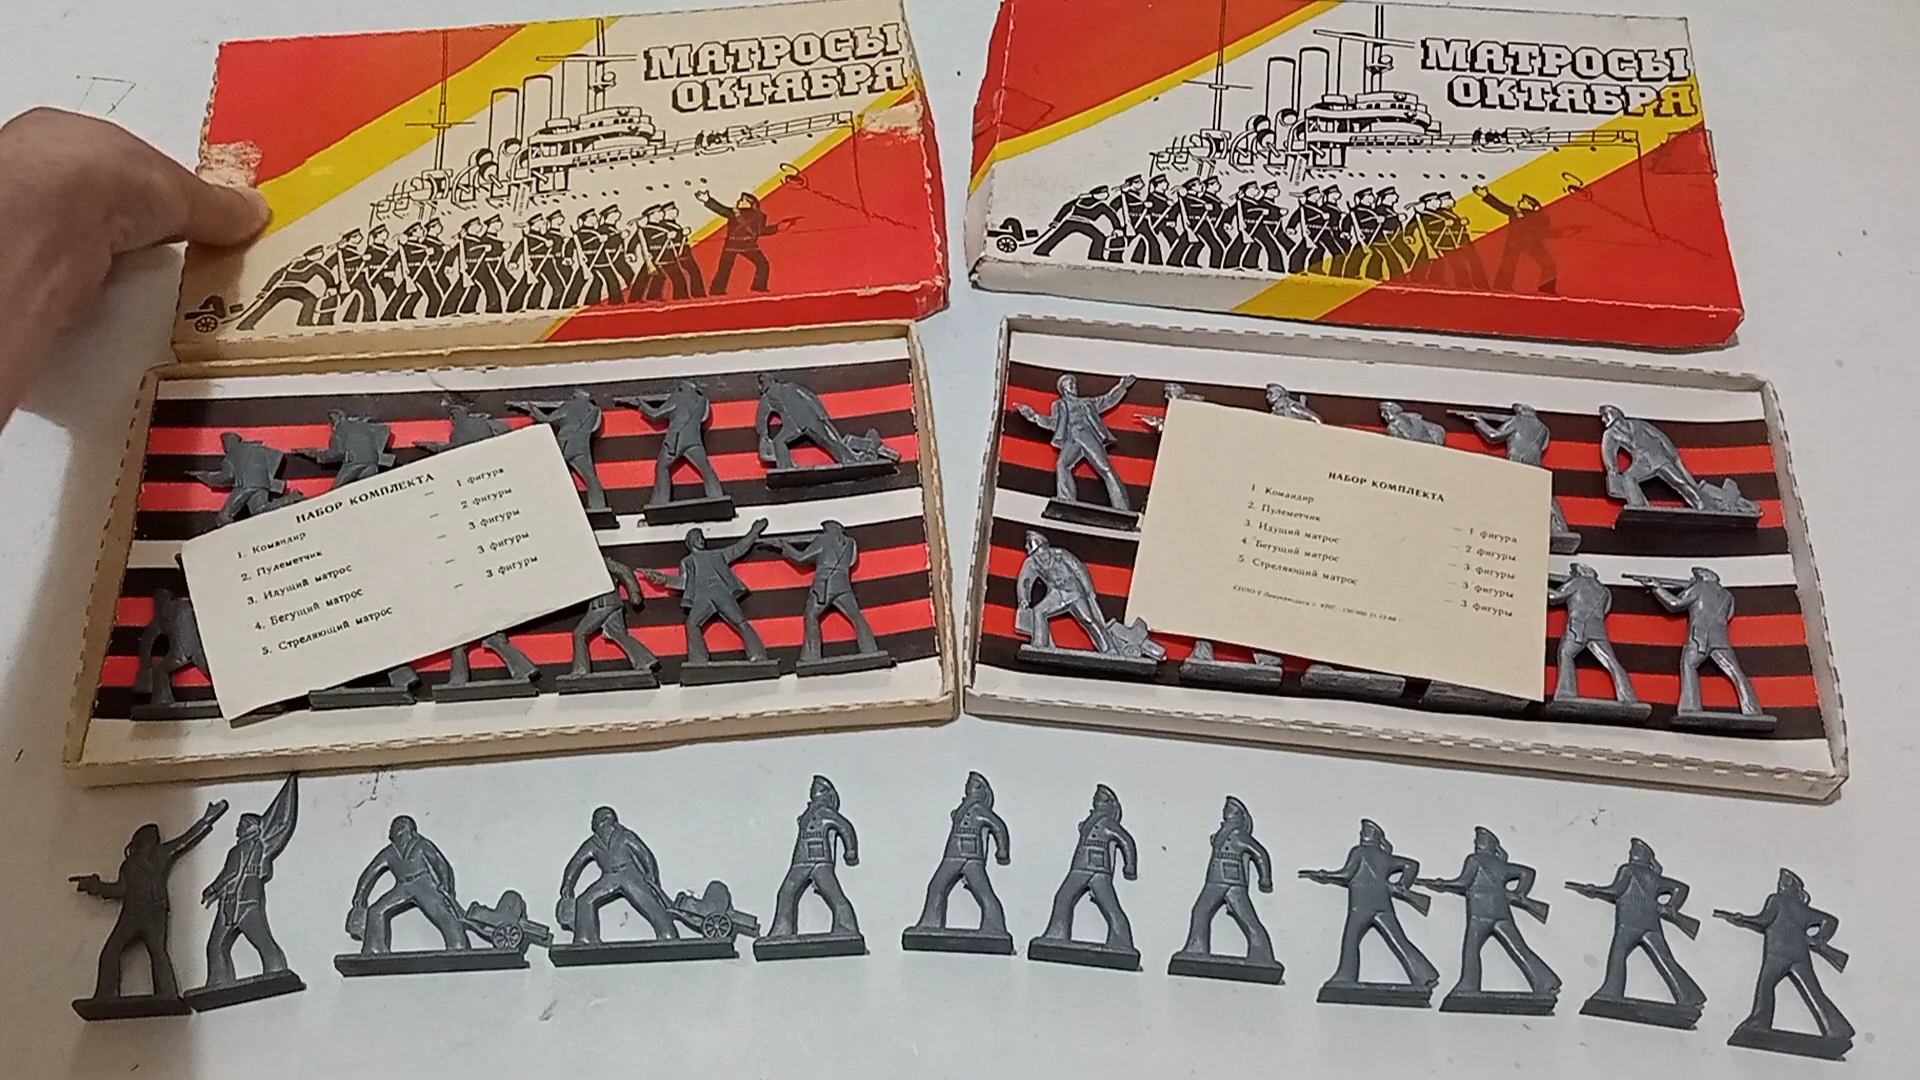 МАТРОСЫ
ОКТЯБРЯ
МАТРОСЫ
ОКТЯБРЯ
НАБОР КОМПЛЕКТА
1. Командир — 1 фигура
2. Пулеметчик — 2 фигуры
3. Идущий матрос — 3 фигуры
4. Бегущий матрос — 3 фигуры
5. Стреляющий матрос — 3 фигуры
НАБОР КОМПЛЕКТА
1 Командир — 1 фигура
2. Пулеметчик — 2 фигуры
3. Идущий матрос — 3 фигуры
4. Бегущий матрос — 3 фигуры
5. Стреляющий матрос — 3 фигуры